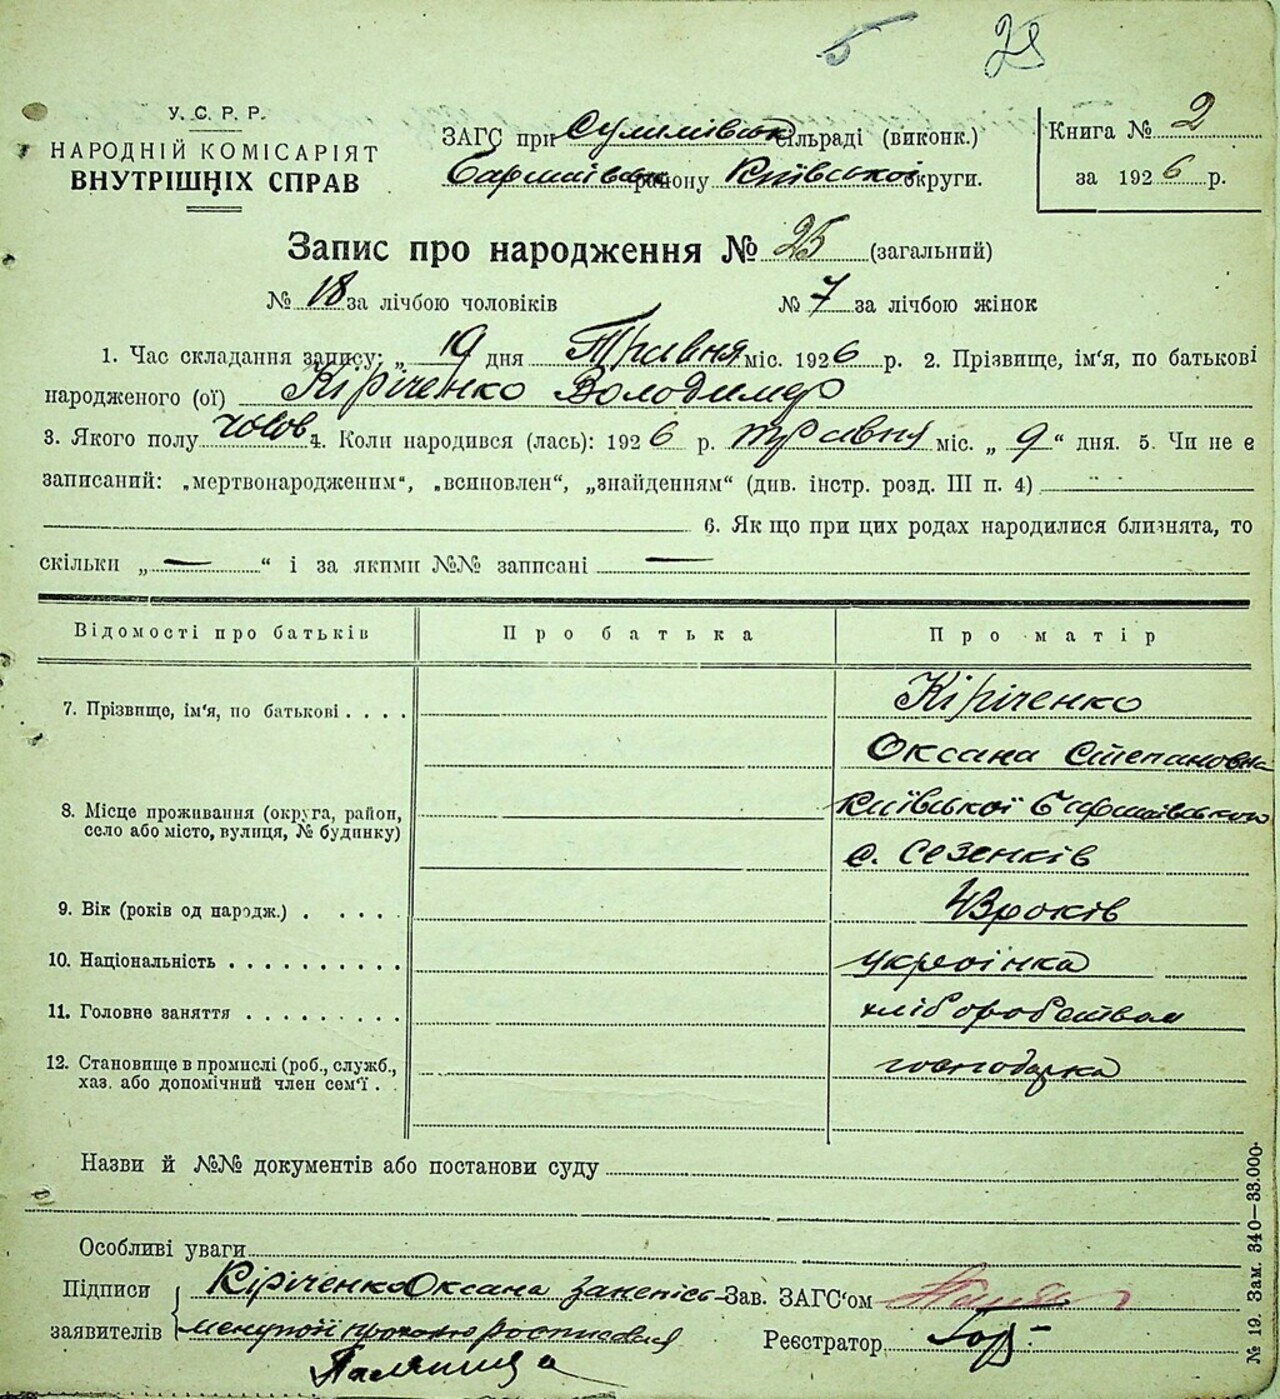 5 28
У. С. Р. Р.
НАРОДНІЙ КОМІСАРІЯТ
ВНУТРІШНІХ СПРАВ
ЗАГС при Сулимівськ сільраді (виконк.)
району Київської округи.
Книга № 2
за 1926 р.
Запис про народження № 25 (загальний)
№ 18 за лічбою чоловіків № 7 за лічбою жінок
1. Час складання запису: „ 19 дня Травня міс. 1926 р. 2. Прізвище, ім'я, по батькові
народженого (ої) Кіріченко Володимер
3. Якого полу чолов 4. Коли народився (лась): 1926 р. травня міс. „ 9 “ дня. 5. Чи не є
записаний: „мертвонародженим“, „всиновлен“, „знайденням“ (див. інстр. розд. III п. 4)
6. Як що при цих родах народилися близнята, то
скільки „ — “ і за якими №№ записані —
Відомості про батьків Про батька Про матір
7. Прізвище, ім'я, по батькові . . . . Кіріченко
Оксана Степановна
8. Місце проживання (округа, район, село або місто, вулиця, № будинку) Київської
с. Сезенків
9. Вік (років од народж.) . . . . . 43 років
10. Національність . . . . . . . . . . українка
11. Головне заняття . . . . . . . . . хліборобством
12. Становище в промислі (роб., служб., хаз. або допомічний член сем'ї . . господарка
Назви й №№ документів або постанови суду
Особливі уваги
Підписи заявителів Кіріченко Оксана Зав. ЗАГС'ом
Реєстратор
№ 19. Зам. 340—33.000·